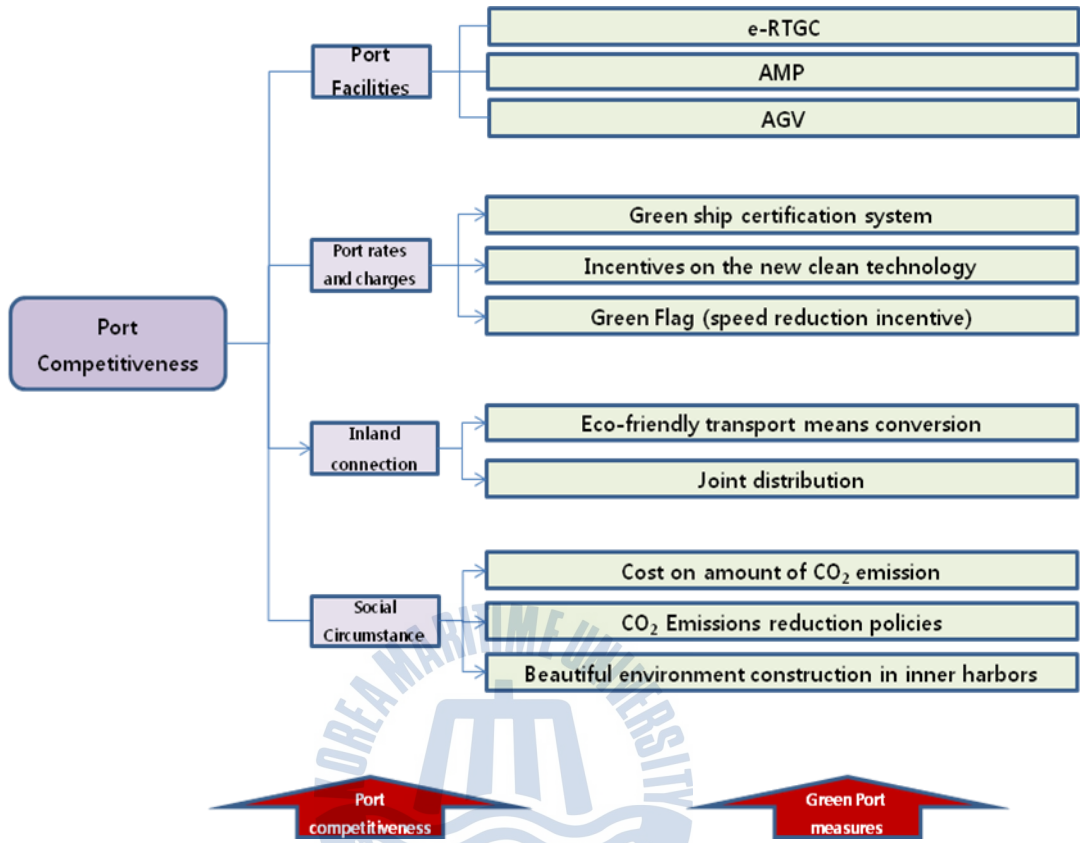 Port
Competitiveness
Port
Facilities
e-RTGC
AMP
AGV
Port rates
and charges
Green ship certification system
Incentives on the new clean technology
Green Flag (speed reduction incentive)
Inland
connection
Eco-friendly transport means conversion
Joint distribution
Social
Circumstance
Cost on amount of CO₂ emission
CO₂ Emissions reduction policies
Beautiful environment construction in inner harbors
KOREA MARITIME UNIVERSITY
Port
competitiveness
Green Port
measures